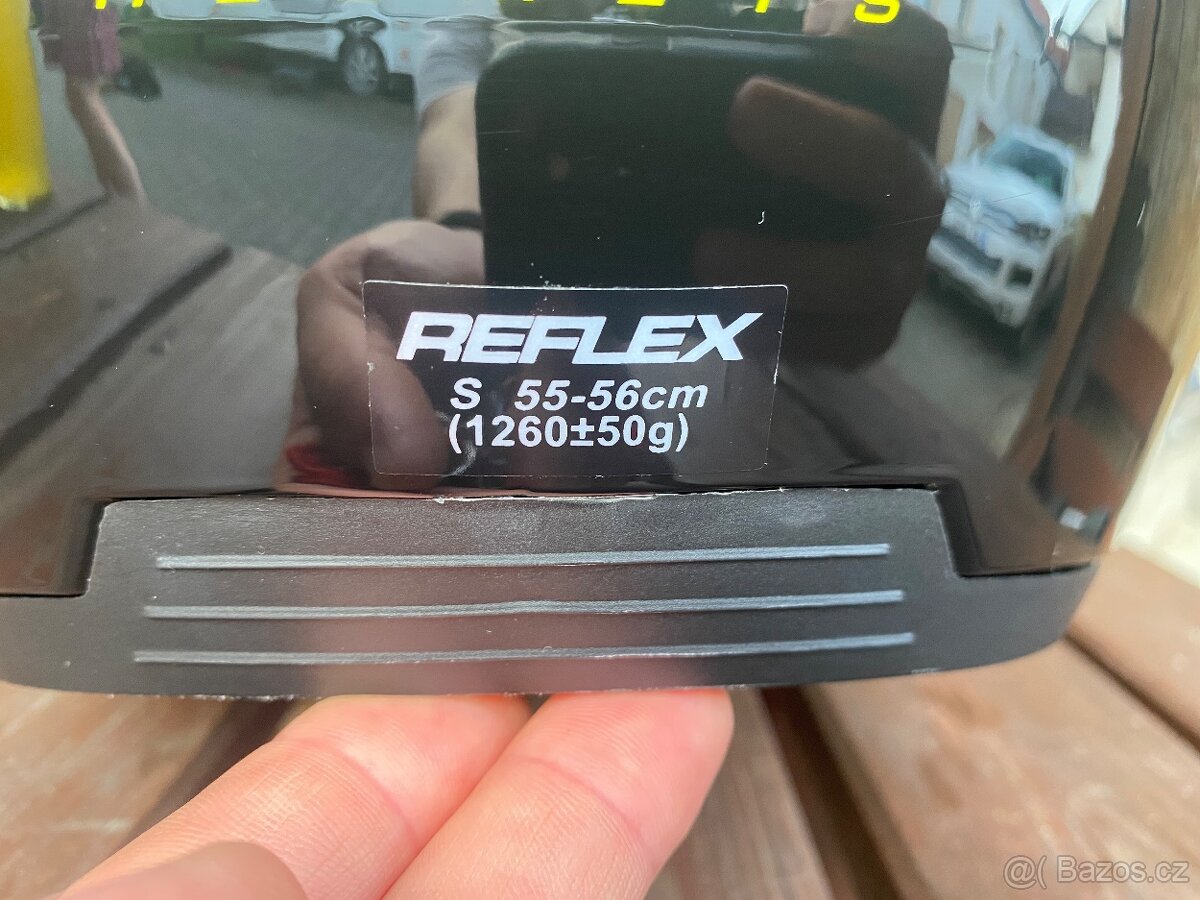 REFLEX
S 55-56cm
(1260±50g)
@( Bazos.cz